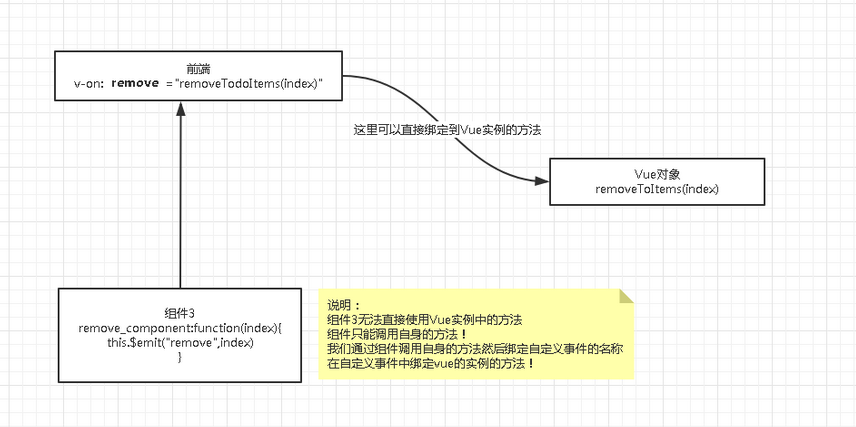 前端
v-on: remove ="removeTodoItems(index)"
这里可以直接绑定到Vue实例的方法
Vue对象
removeToItems(index)
组件3
remove_component:function(index){
this.$emit("remove",index)
}
说明：
组件3无法直接使用Vue实例中的方法
组件只能调用自身的方法！
我们通过组件调用自身的方法然后绑定自定义事件的名称
在自定义事件中绑定vue的实例的方法！